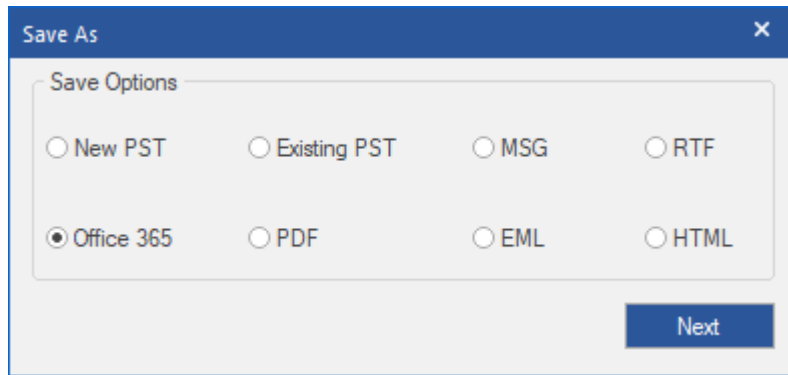 Save As
Save Options
New PST Existing PST MSG RTF
Office 365 PDF EML HTML
Next